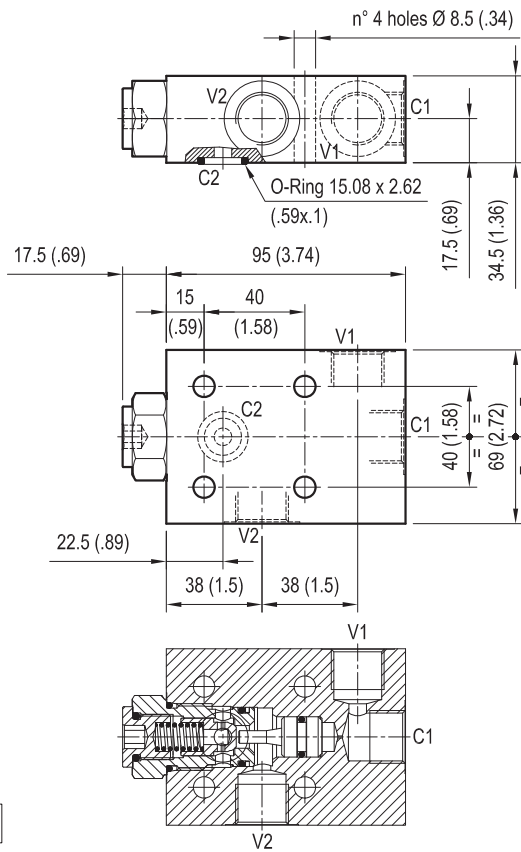 n° 4 holes Ø 8.5 (.34)
V2
C1
V1
C2
O-Ring 15.08 x 2.62
(.59x.1)
17.5 (.69)
34.5 (1.36)
17.5 (.69)
95 (3.74)
15
(.59)
40
(1.58)
V1
C2
C1
40 (1.58)
=
=
69 (2.72)
=
=
V2
22.5 (.89)
38 (1.5)
38 (1.5)
V1
C1
V2